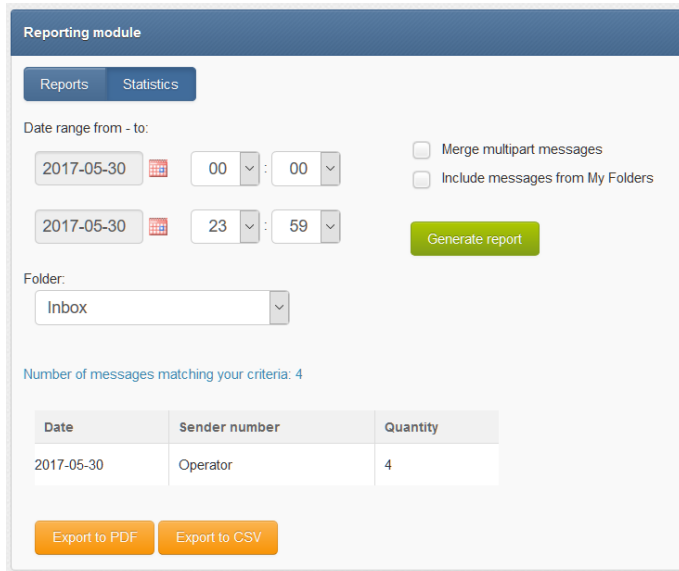 Reporting module
Reports Statistics
Date range from - to:
2017-05-30 00 : 00
Merge multipart messages
Include messages from My Folders
2017-05-30 23 : 59
Generate report
Folder:
Inbox
Number of messages matching your criteria: 4
Date Sender number Quantity
2017-05-30 Operator 4
Export to PDF Export to CSV